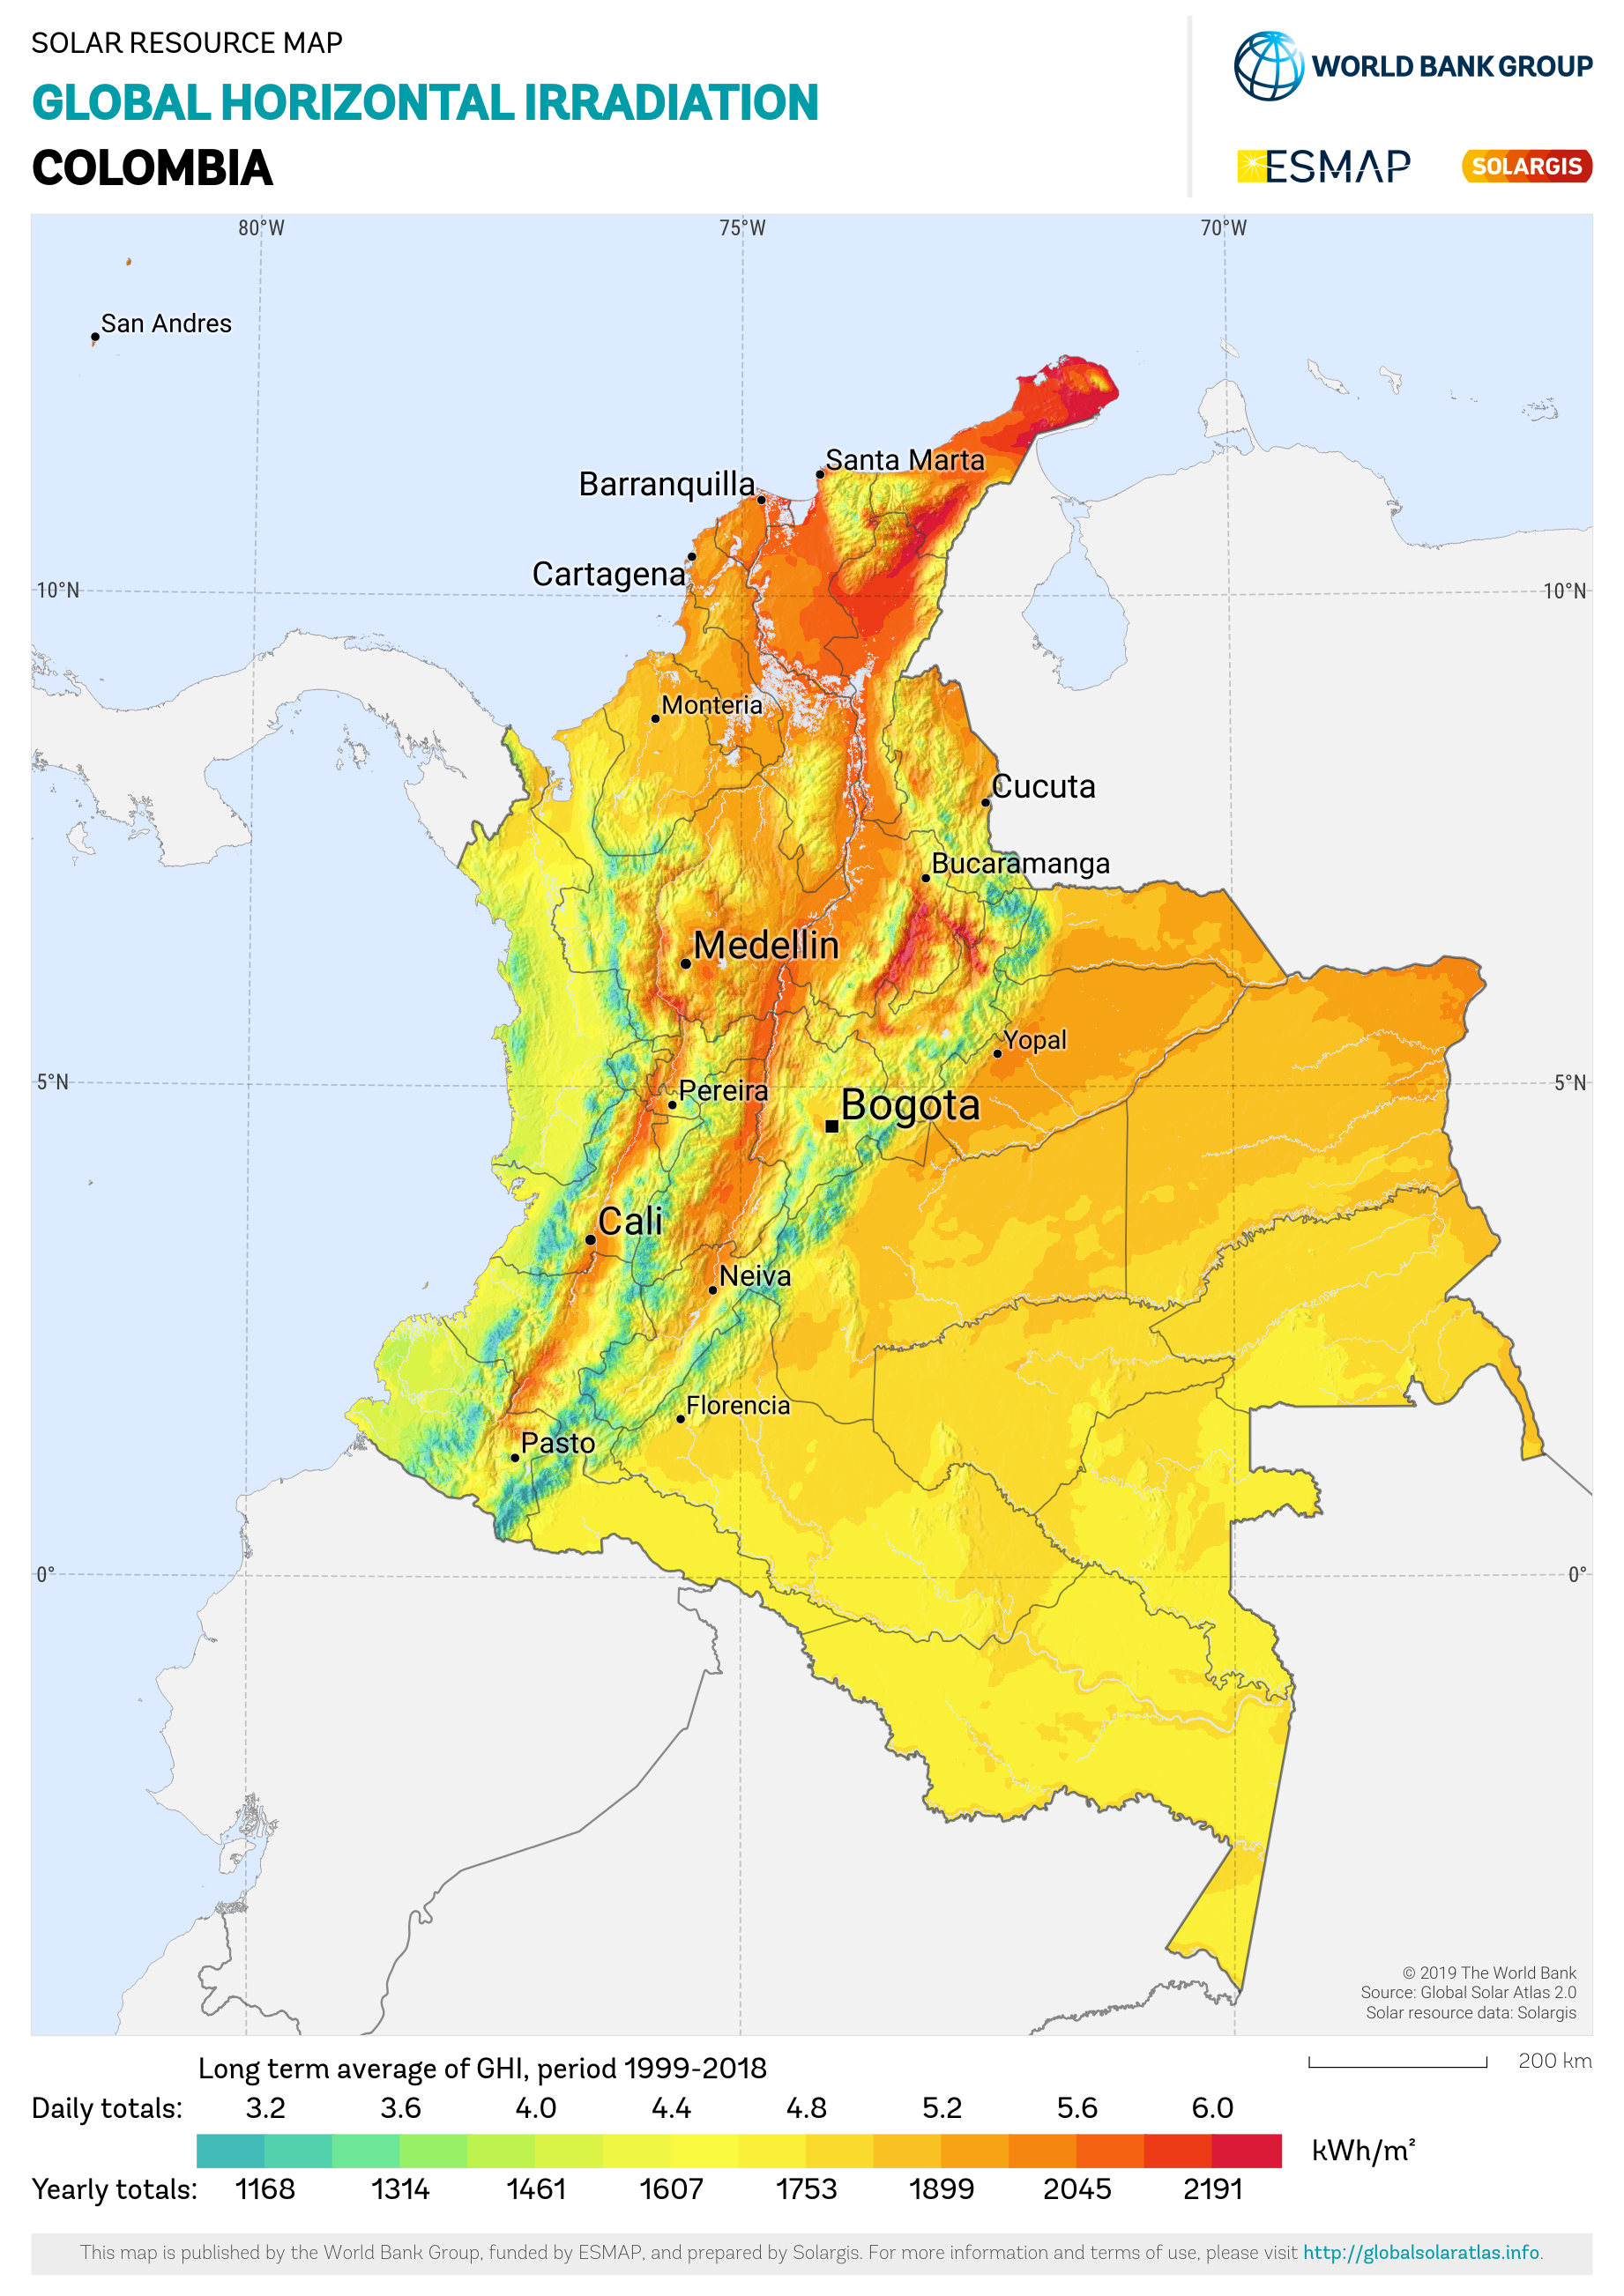 SOLAR RESOURCE MAP
GLOBAL HORIZONTAL IRRADIATION
COLOMBIA
WORLD BANK GROUP
ESMAP
SOLARGIS
80°W 75°W 70°W
San Andres
Santa Marta
Barranquilla
Cartagena
10°N 10°N
Monteria
Cucuta
Bucaramanga
Medellin
Yopal
5°N 5°N
Pereira
Bogota
Cali
Neiva
Florencia
Pasto
0° 0°
© 2019 The World Bank
Source: Global Solar Atlas 2.0
Solar resource data: Solargis
Long term average of GHI, period 1999-2018
200 km
Daily totals: 3.2 3.6 4.0 4.4 4.8 5.2 5.6 6.0
kWh/m²
Yearly totals: 1168 1314 1461 1607 1753 1899 2045 2191
This map is published by the World Bank Group, funded by ESMAP, and prepared by Solargis. For more information and terms of use, please visit http://globalsolaratlas.info.